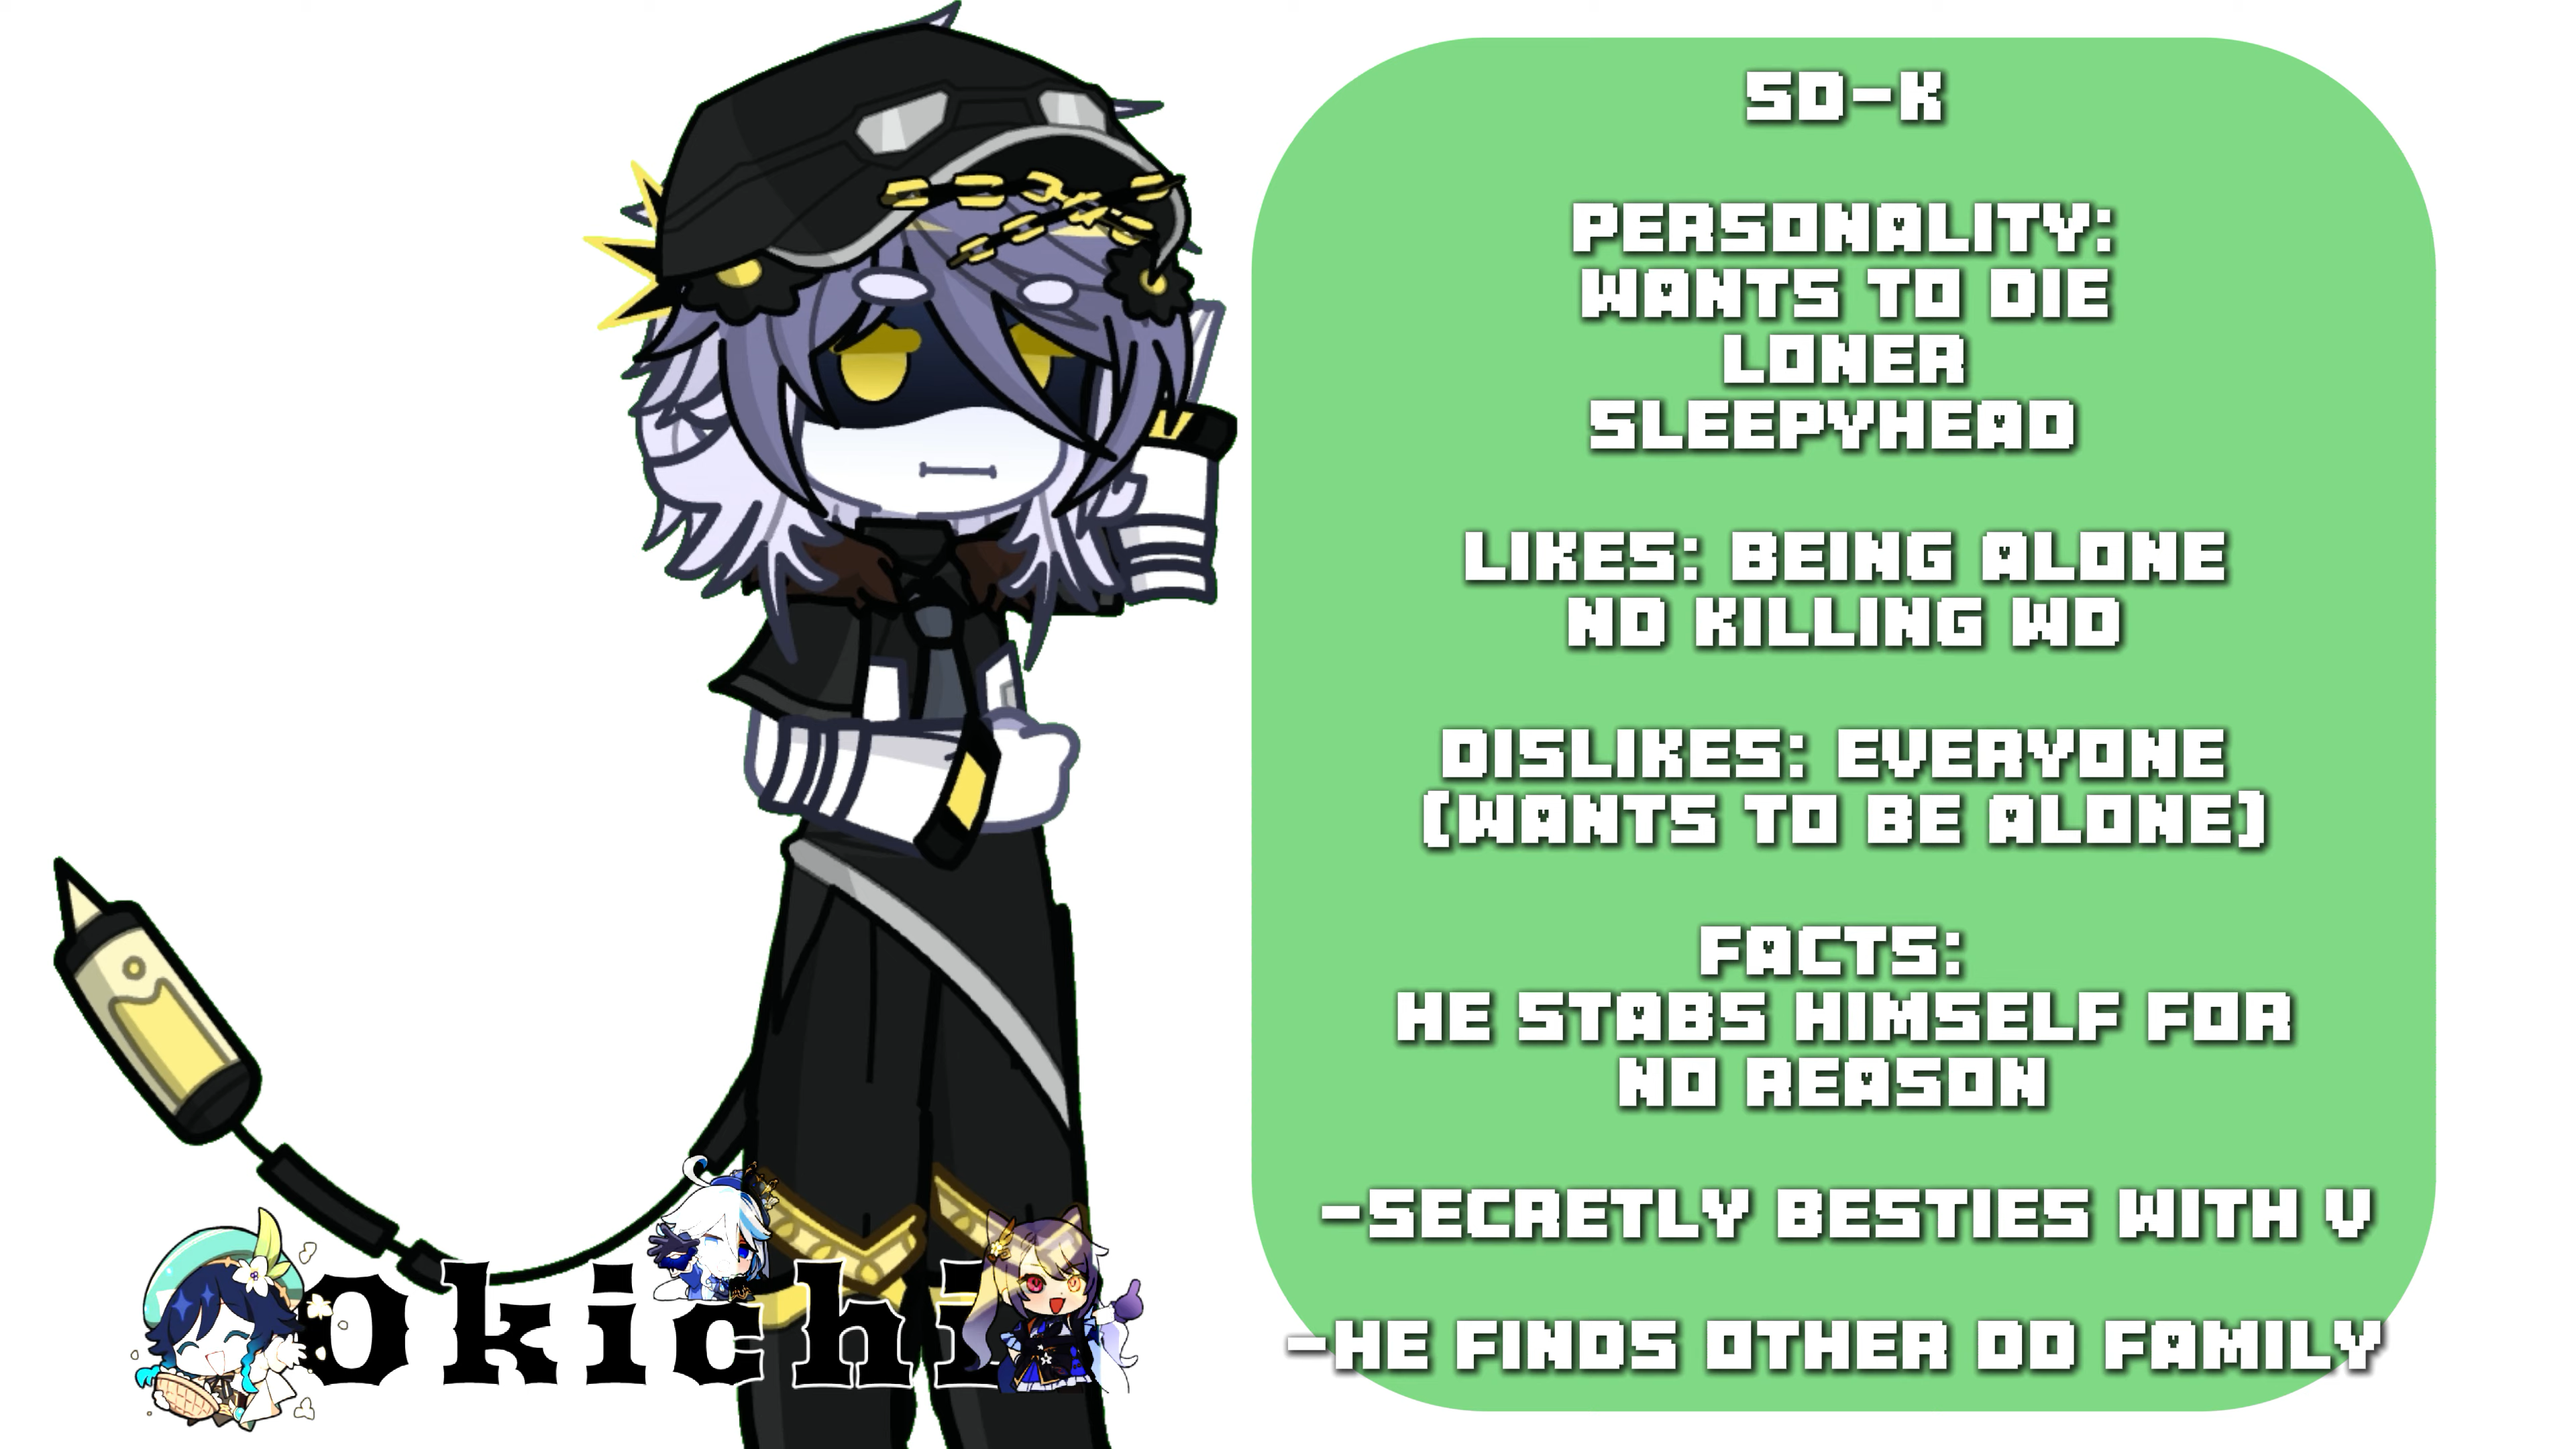 SD-K
PERSONALITY:
WANTS TO DIE
LONER
SLEEPYHEAD
LIKES: BEING ALONE
NO KILLING WD
DISLIKES: EVERYONE
(WANTS TO BE ALONE)
FACTS:
HE STABS HIMSELF FOR
NO REASON
-SECRETLY BESTIES WITH V
-HE FINDS OTHER DD FAMILY
V
Okichi